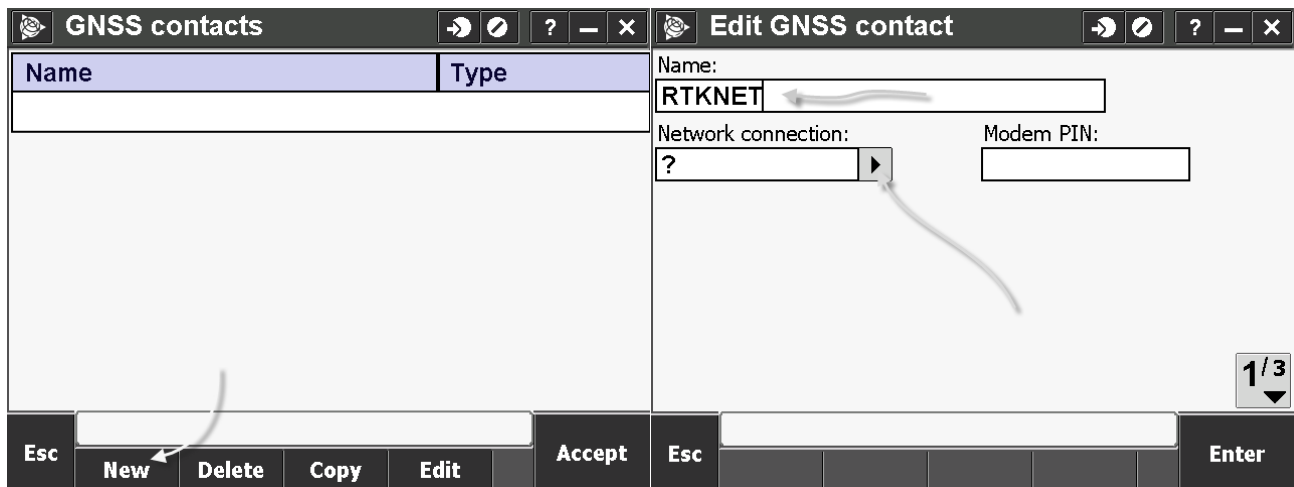 GNSS contacts
? – ×
Name Type
Esc New Delete Copy Edit Accept
Edit GNSS contact
? – ×
Name:
RTKNET
Network connection: Modem PIN:
?
1/3
Esc Enter